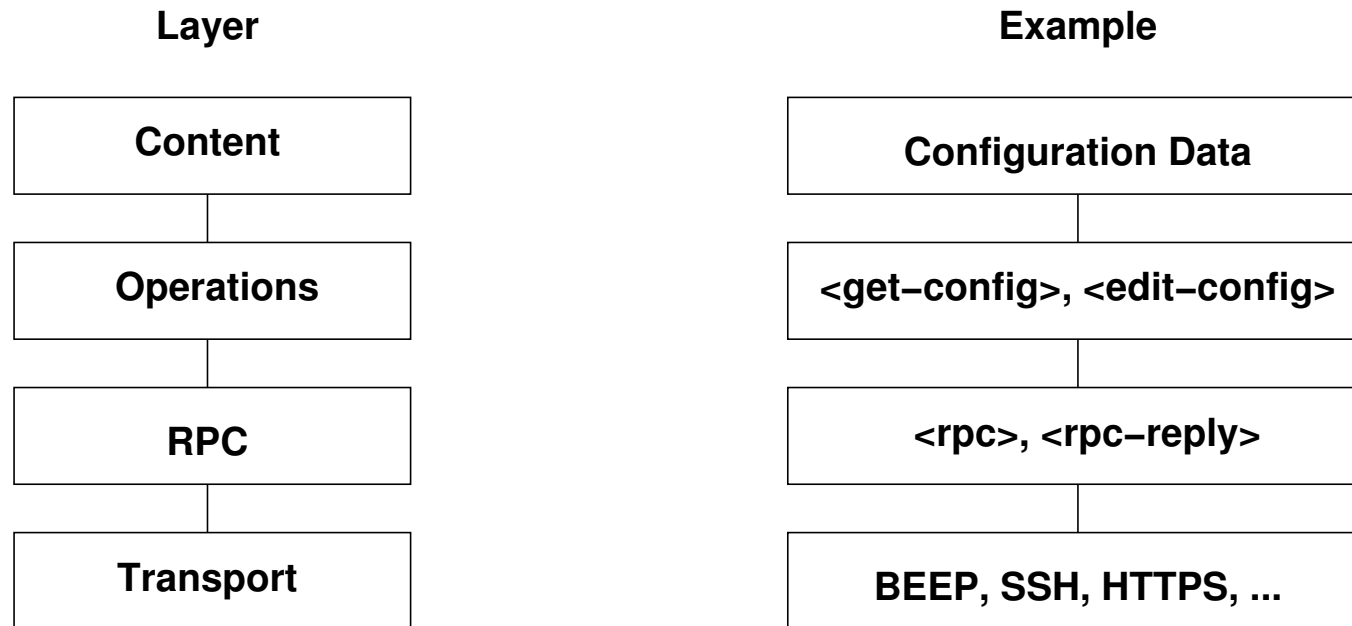 Layer
Example
Content
Configuration Data
Operations
<get−config>, <edit−config>
RPC
<rpc>, <rpc−reply>
Transport
BEEP, SSH, HTTPS, ...